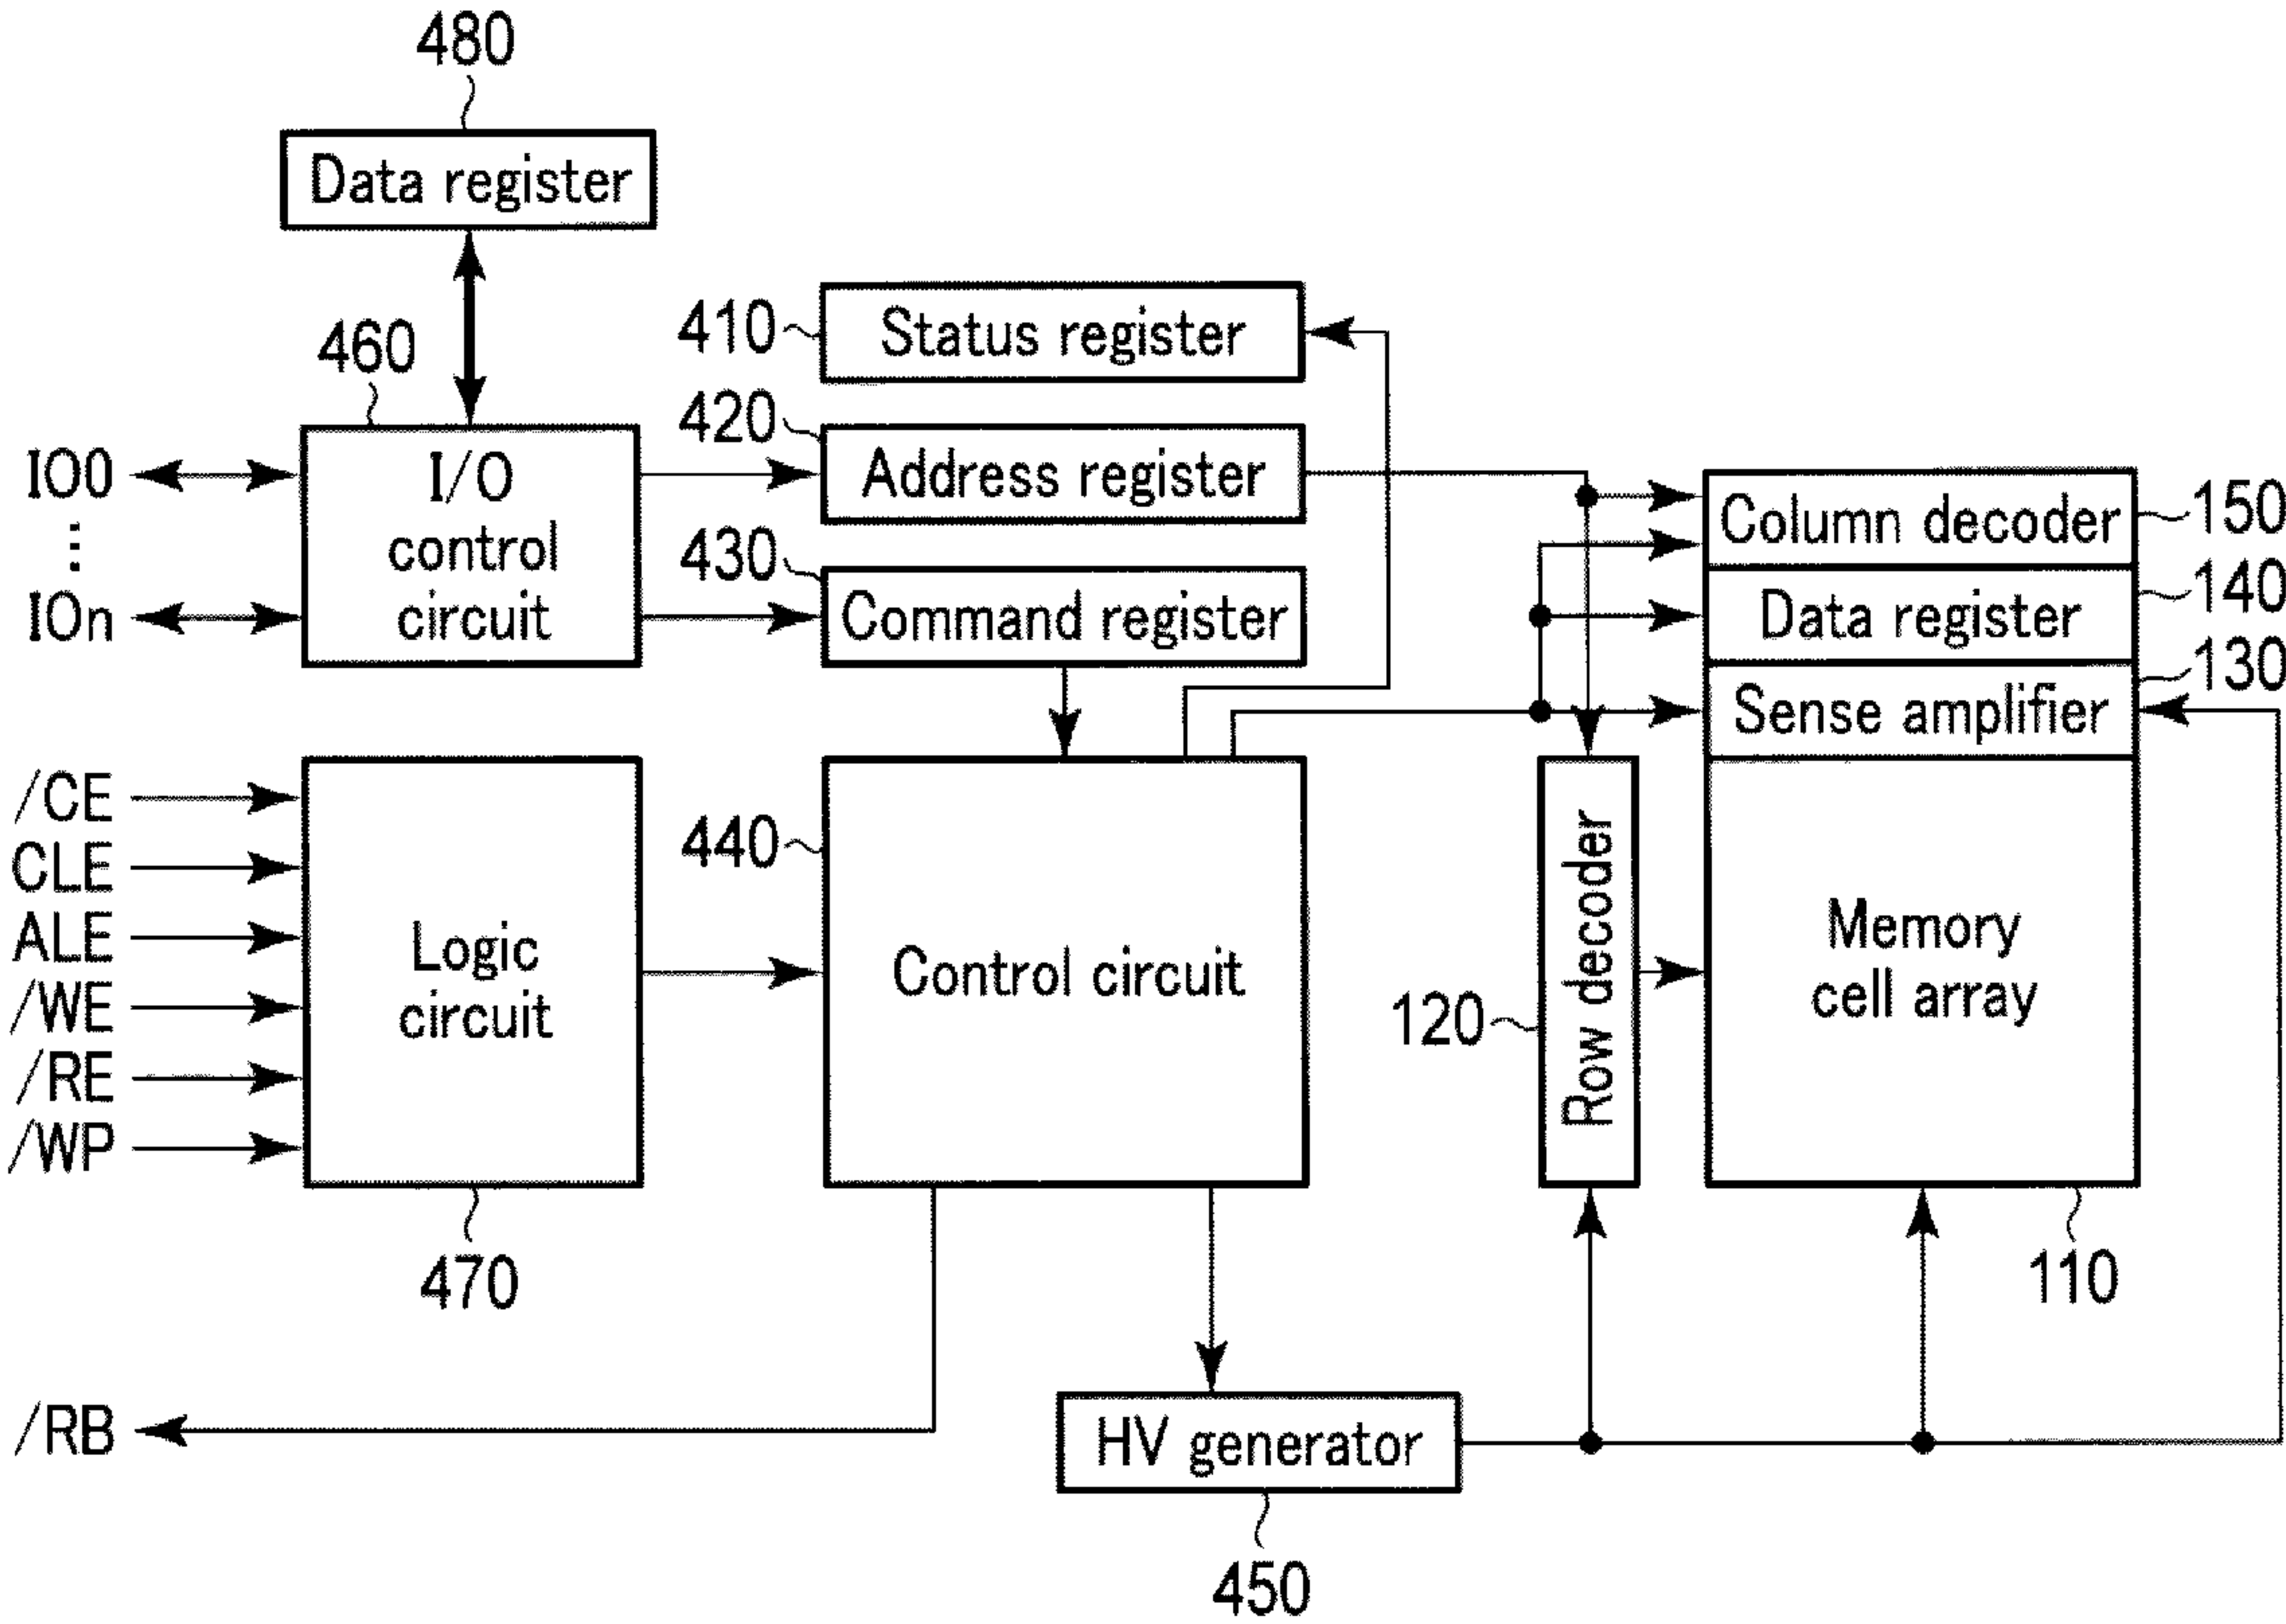 480
Data register
410
Status register
460
420
Address register
IO0
I/O
control
circuit
Column decoder
150
⋮
430
Command register
Data register
140
IOn
Sense amplifier
130
/CE
CLE
ALE
/WE
/RE
/WP
Logic
circuit
470
440
Control circuit
120
Row decoder
Memory
cell array
110
/RB
HV generator
450